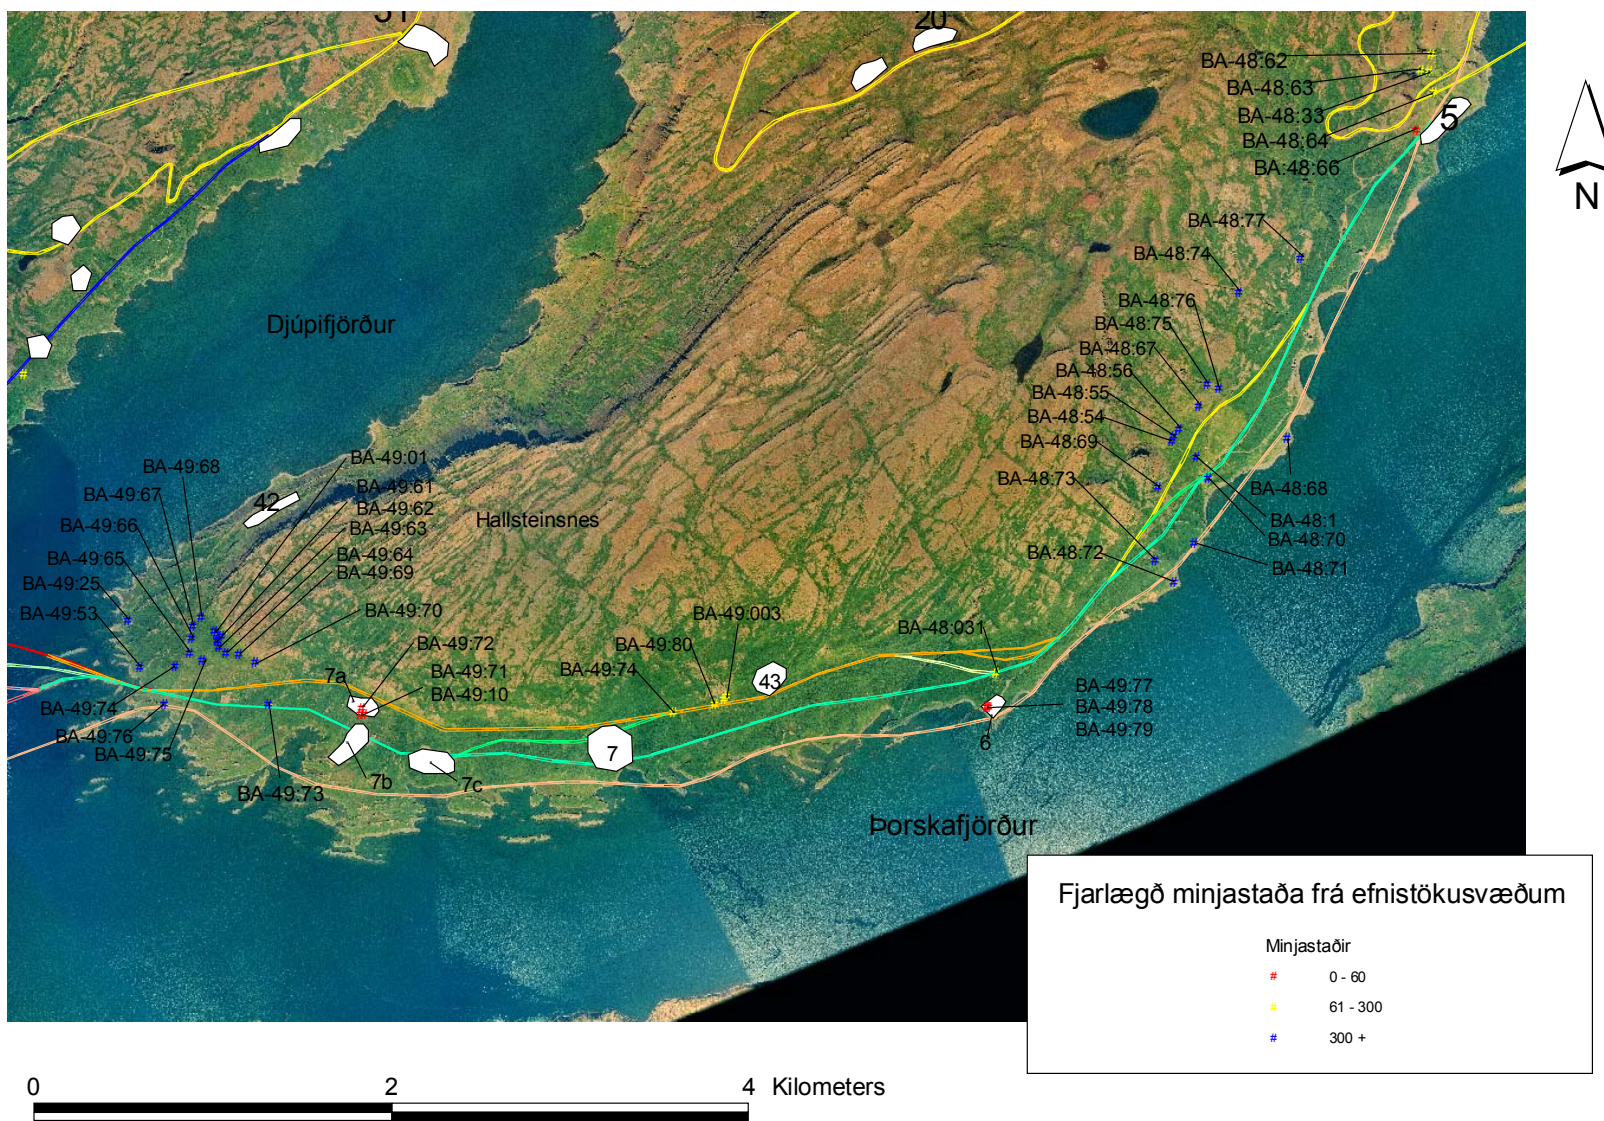 20
BA-48:62
BA-48:63
BA-48:33
BA-48:64
BA:48:66
5
N
BA-48:77
BA-48:74
BA-48:76
BA-48:75
BA-48:67
BA-48:56
BA-48:55
BA-48:54
BA-48:69
BA-48:73
BA:48:72
BA-48:68
BA-48:1
BA-48:70
BA-48:71
Djúpifjörður
BA-49:01
BA-49:68
BA-49:61
BA-49:67
BA-49:62
42
BA-49:66
BA-49:63
Hallsteinsnes
BA-49:65
BA-49:64
BA-49:25
BA-49:69
BA-49:53
BA-49:70
BA-49:72
BA-49:71
BA-49:10
7a
BA-49:74
BA-49:76
BA-49:75
BA-49:73
7b
7c
7
BA-49:003
BA-49:80
BA-49:74
43
BA-48:031
BA-49:77
BA-49:78
BA-49:79
6
Þorskafjörður
Fjarlægð minjastaða frá efnistökusvæðum
Minjastaðir
# 0 - 60
# 61 - 300
# 300 +
0 2 4 Kilometers